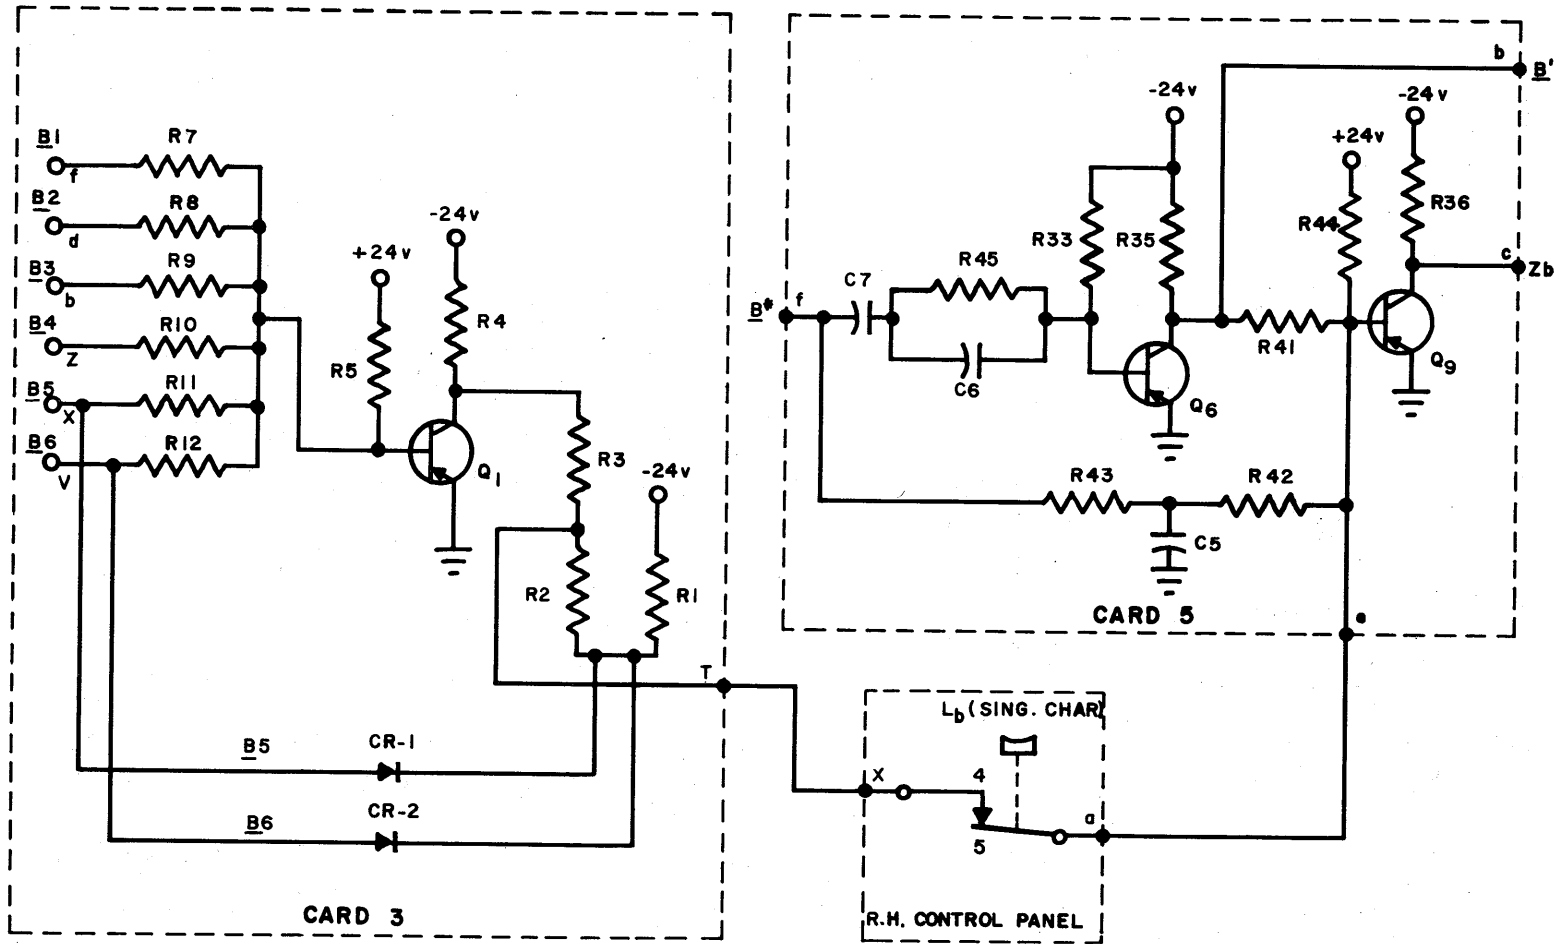 B1
f
R7
B2
d
R8
B3
b
R9
B4
Z
R10
B5
X
R11
B6
V
R12
+24v
R5
-24v
R4
Q1
R3
-24v
R2
R1
T
B5
CR-1
B6
CR-2
CARD 3
b
B'
-24v
-24v
+24v
R33
R35
R44
R36
c
Zb
R45
C7
B*
f
C6
Q6
R41
Q9
R43
R42
C5
CARD 5
e
Lb (SING. CHAR)
X
4
5
a
R.H. CONTROL PANEL